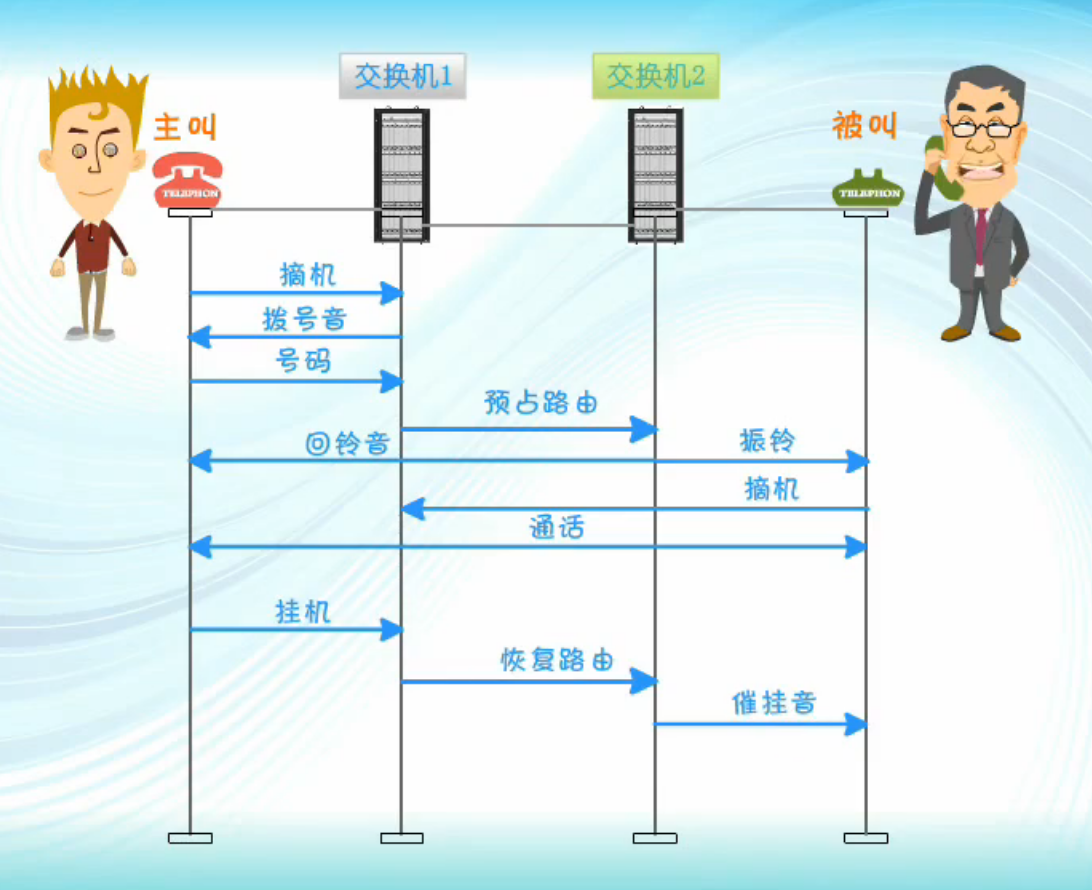 交换机1
交换机2
主叫
被叫
TELEPHON
TELEPHON
摘机
拨号音
号码
预占路由
回铃音
振铃
摘机
通话
挂机
恢复路由
催挂音